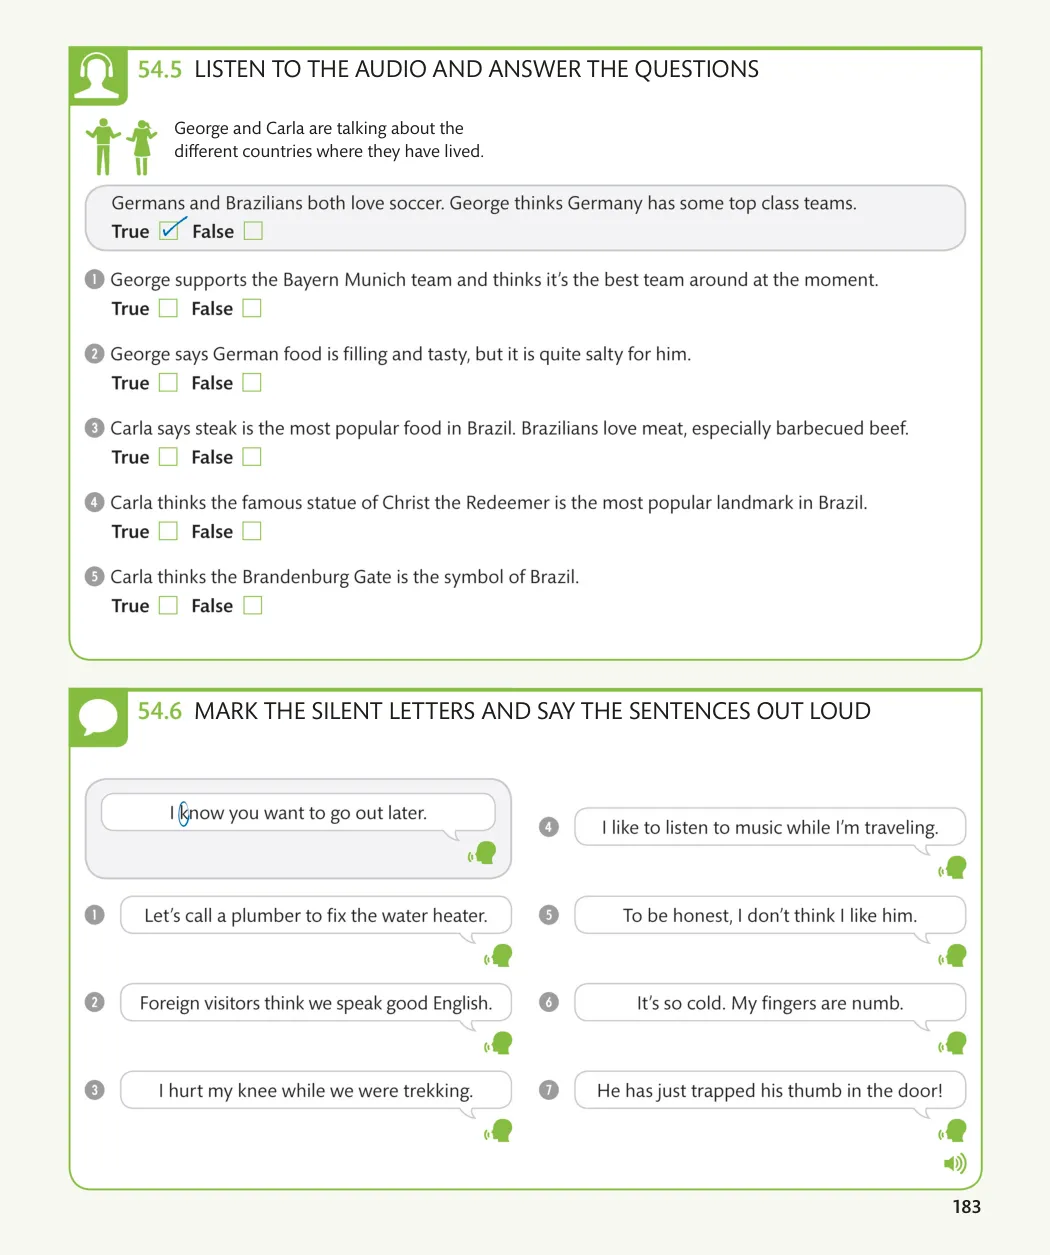 54.5 LISTEN TO THE AUDIO AND ANSWER THE QUESTIONS
George and Carla are talking about the
different countries where they have lived.
Germans and Brazilians both love soccer. George thinks Germany has some top class teams.
True False
1 George supports the Bayern Munich team and thinks it’s the best team around at the moment.
True False
2 George says German food is filling and tasty, but it is quite salty for him.
True False
3 Carla says steak is the most popular food in Brazil. Brazilians love meat, especially barbecued beef.
True False
4 Carla thinks the famous statue of Christ the Redeemer is the most popular landmark in Brazil.
True False
5 Carla thinks the Brandenburg Gate is the symbol of Brazil.
True False
54.6 MARK THE SILENT LETTERS AND SAY THE SENTENCES OUT LOUD
I know you want to go out later.
1 Let’s call a plumber to fix the water heater.
2 Foreign visitors think we speak good English.
3 I hurt my knee while we were trekking.
4 I like to listen to music while I’m traveling.
5 To be honest, I don’t think I like him.
6 It’s so cold. My fingers are numb.
7 He has just trapped his thumb in the door!
183